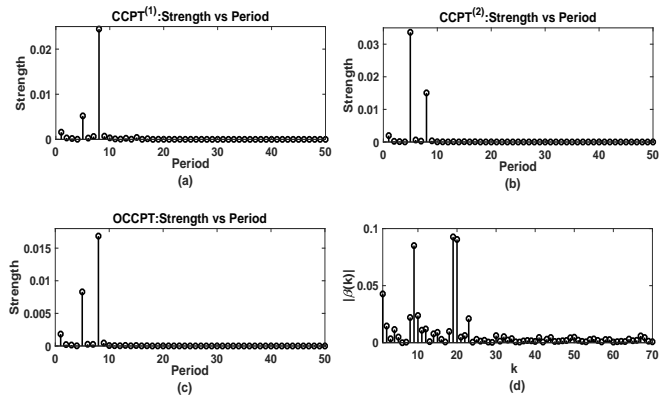 CCPT(1):Strength vs Period
Strength
0.02
0.01
0
0 10 20 30 40 50
Period
(a)
CCPT(2):Strength vs Period
Strength
0.03
0.02
0.01
0
0 10 20 30 40 50
Period
(b)
OCCPT:Strength vs Period
Strength
0.015
0.01
0.005
0
0 10 20 30 40 50
Period
(c)
|β(k)|
0.1
0.05
0
0 10 20 30 40 50 60 70
k
(d)